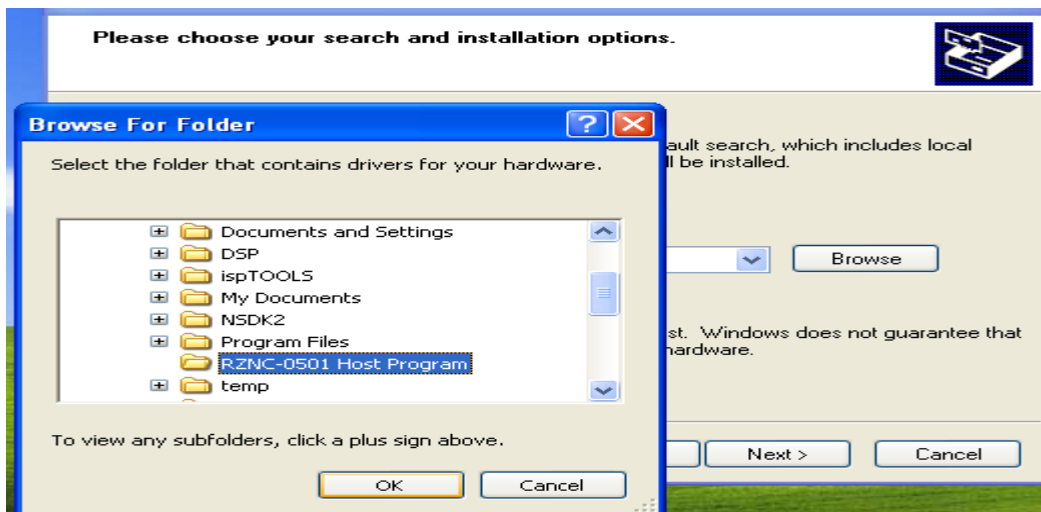 Please choose your search and installation options.
Browse For Folder
Select the folder that contains drivers for your hardware.
ault search, which includes local
ll be installed.
Documents and Settings
DSP
ispTOOLS
My Documents
NSDK2
Program Files
RZNC-0501 Host Program
temp
Browse
st. Windows does not guarantee that
hardware.
To view any subfolders, click a plus sign above.
OK
Cancel
Next >
Cancel